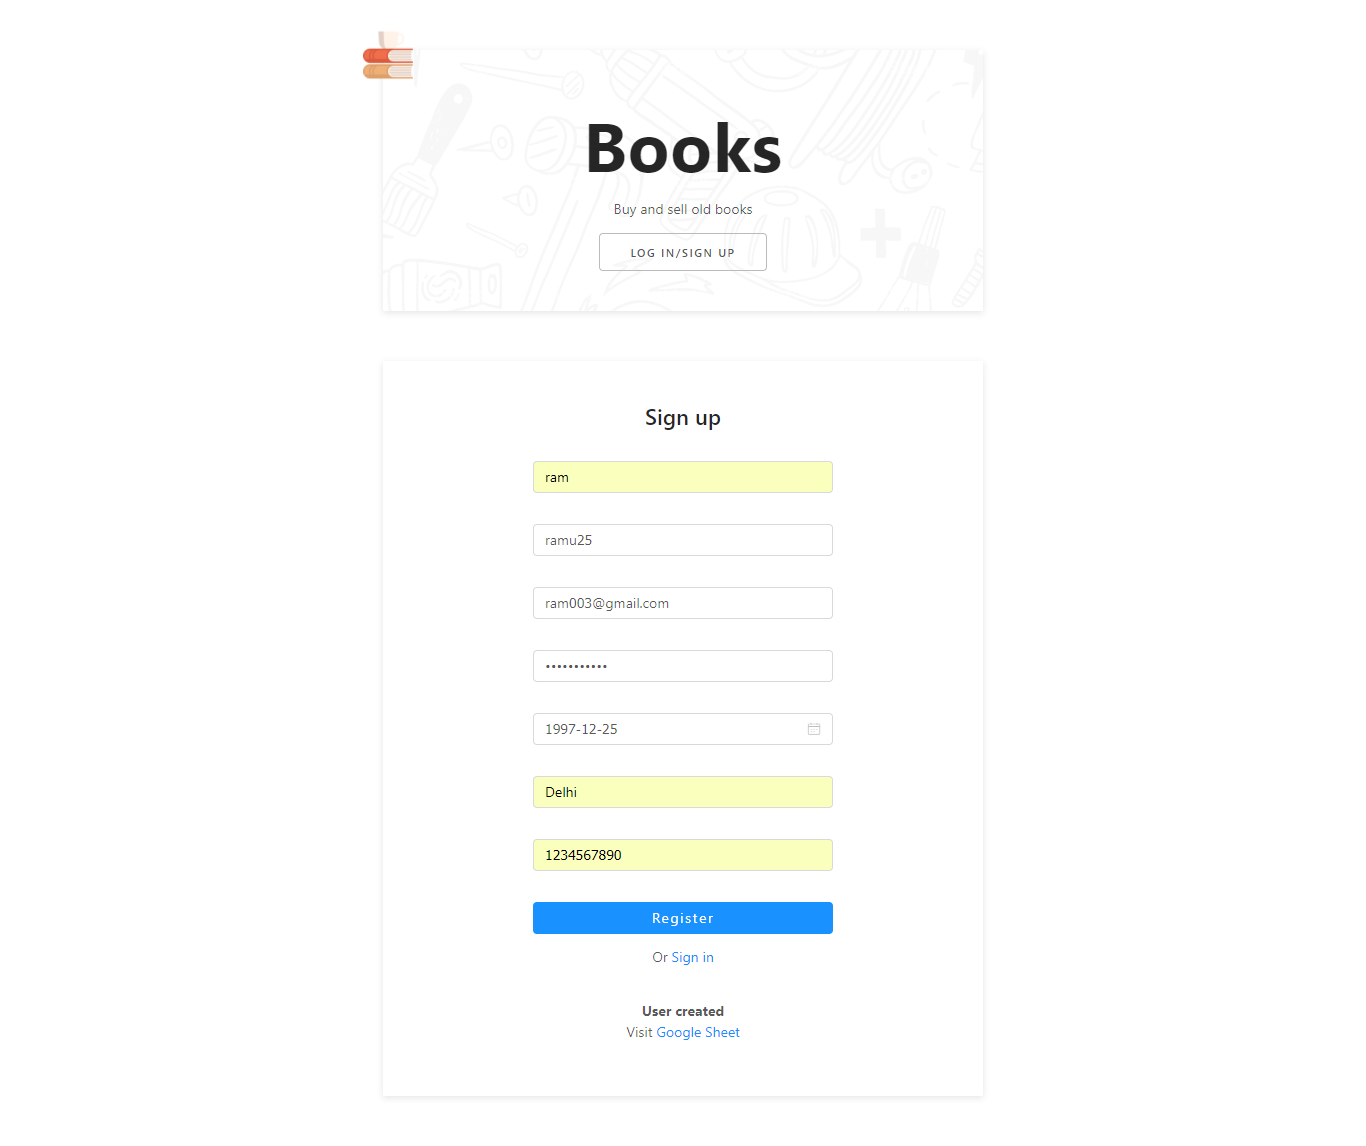 Books
Buy and sell old books
LOG IN/SIGN UP
Sign up
ram
ramu25
ram003@gmail.com
•••••••••••
1997-12-25
Delhi
1234567890
Register
Or Sign in
User created
Visit Google Sheet